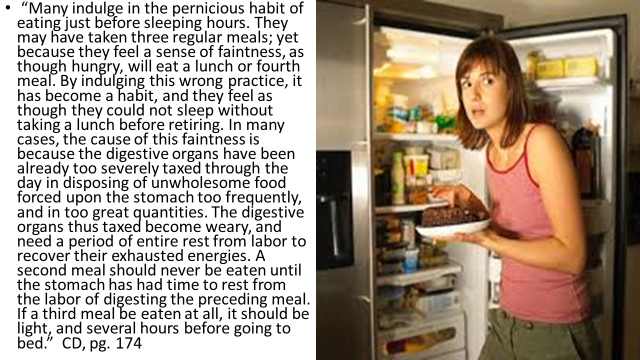 • “Many indulge in the pernicious habit of
eating just before sleeping hours. They
may have taken three regular meals; yet
because they feel a sense of faintness, as
though hungry, will eat a lunch or fourth
meal. By indulging this wrong practice, it
has become a habit, and they feel as
though they could not sleep without
taking a lunch before retiring. In many
cases, the cause of this faintness is
because the digestive organs have been
already too severely taxed through the
day in disposing of unwholesome food
forced upon the stomach too frequently,
and in too great quantities. The digestive
organs thus taxed become weary, and
need a period of entire rest from labor to
recover their exhausted energies. A
second meal should never be eaten until
the stomach has had time to rest from
the labor of digesting the preceding meal.
If a third meal be eaten at all, it should be
light, and several hours before going to
bed.” CD, pg. 174